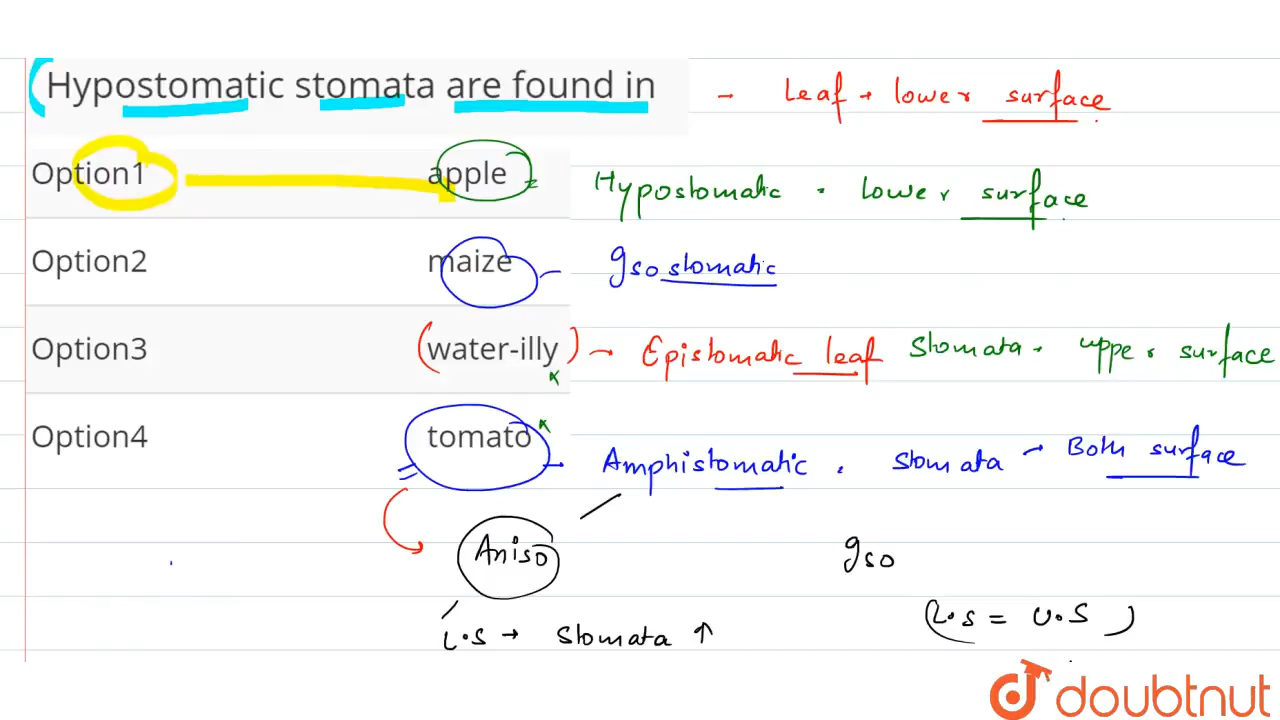 (Hypostomatic stomata are found in - Leaf → lower surface
Option1 apple = Hypostomatic · Lower surface
Option2 maize - Isostomatic
Option3 (water-illy) → Epistomatic leaf Stomata · upper surface
Option4 tomato → Amphistomatic . Stomata → Both surface
Aniso Iso
L.S → Stomata ↑ (L.S = U.S)
doubtnut